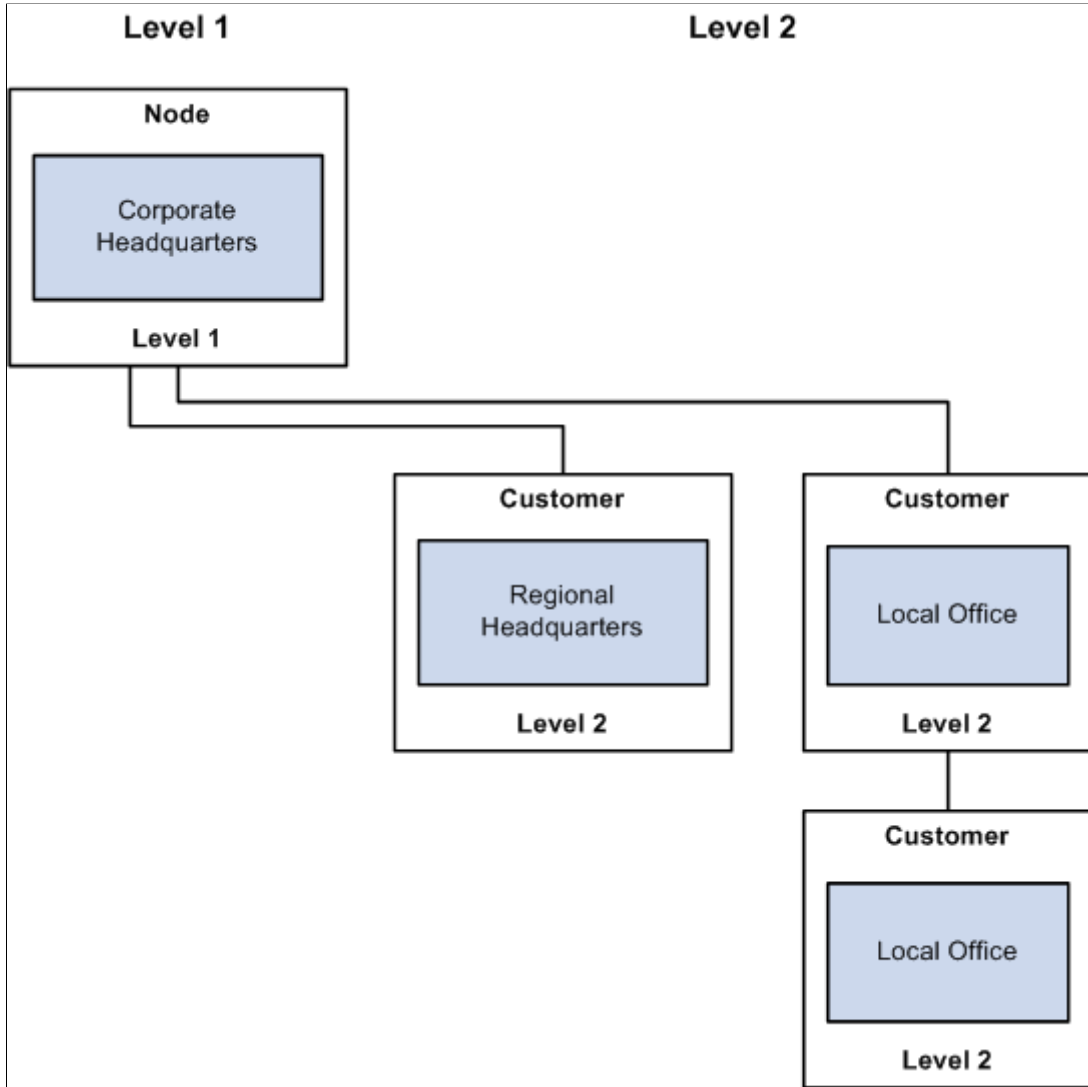 Level 1
Level 2
Node
Corporate
Headquarters
Level 1
Customer
Regional
Headquarters
Level 2
Customer
Local Office
Level 2
Customer
Local Office
Level 2